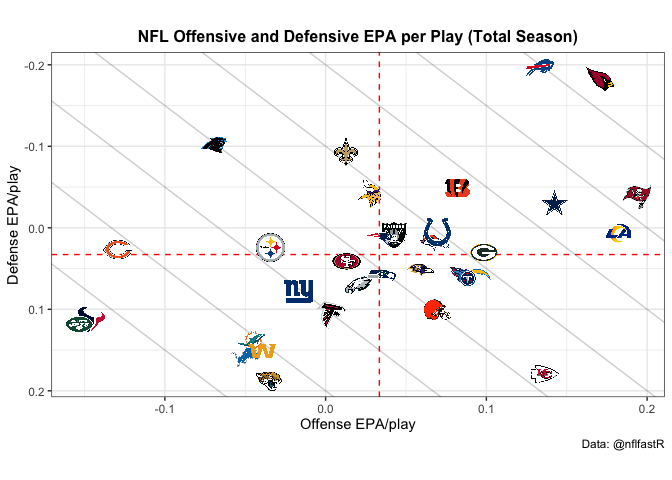 NFL Offensive and Defensive EPA per Play (Total Season)
-0.2
-0.1
0.0
0.1
0.2
Defense EPA/play
ny
-0.1
0.0
0.1
0.2
Offense EPA/play
Data: @nflfastR